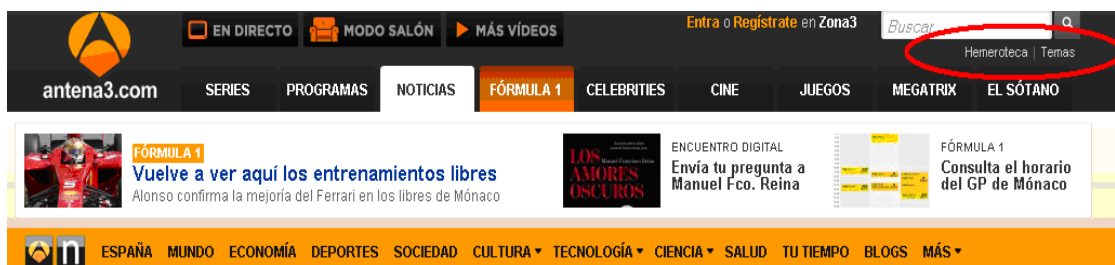 EN DIRECTO MODO SALÓN MÁS VÍDEOS
Entra o Regístrate en Zona3
Buscar
Hemeroteca | Temas
antena3.com
SERIES PROGRAMAS NOTICIAS FÓRMULA 1 CELEBRITIES CINE JUEGOS MEGATRIX EL SÓTANO
FÓRMULA 1
Vuelve a ver aquí los entrenamientos libres
Alonso confirma la mejoría del Ferrari en los libres de Mónaco
LOS
Manuel Francisco Reina
AMORES
OSCUROS
ENCUENTRO DIGITAL
Envía tu pregunta a
Manuel Fco. Reina
FÓRMULA 1
Consulta el horario
del GP de Mónaco
n ESPAÑA MUNDO ECONOMÍA DEPORTES SOCIEDAD CULTURA TECNOLOGÍA CIENCIA SALUD TU TIEMPO BLOGS MÁS